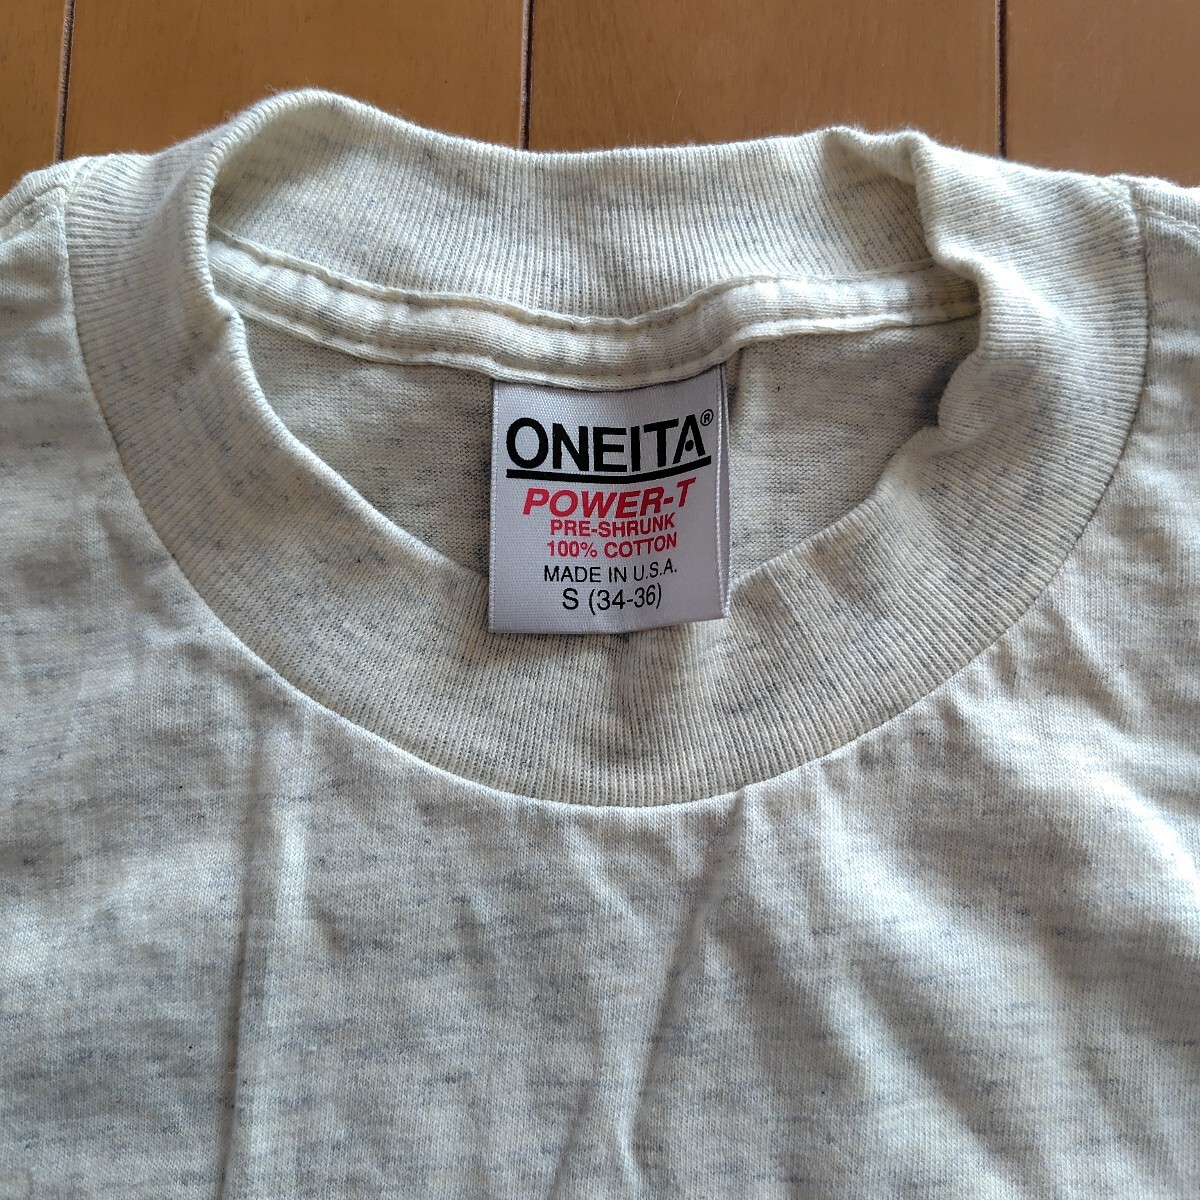 ONEITA®
POWER-T
PRE-SHRUNK
100% COTTON
MADE IN U.S.A.
S (34-36)